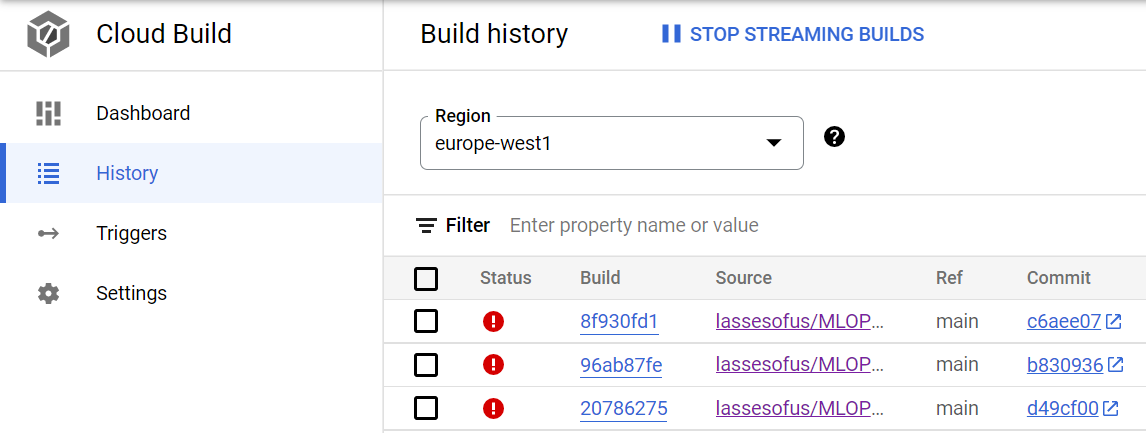 Cloud Build
Build history
STOP STREAMING BUILDS
Dashboard
History
Triggers
Settings
Region
europe-west1
Filter Enter property name or value
Status Build Source Ref Commit
8f930fd1 lassesofus/MLOP... main c6aee07
96ab87fe lassesofus/MLOP... main b830936
20786275 lassesofus/MLOP... main d49cf00